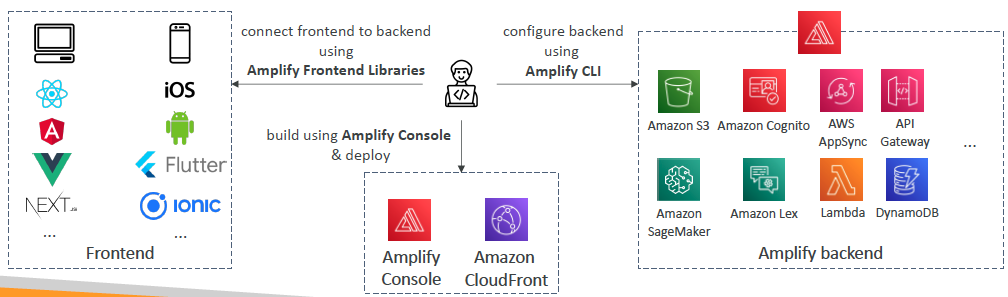 connect frontend to backend
using
Amplify Frontend Libraries
configure backend
using
Amplify CLI
build using Amplify Console
& deploy
iOS
Flutter
NEXT.JS
ionic
...
...
Frontend
Amplify
Console
Amazon
CloudFront
Amazon S3
Amazon Cognito
AWS
AppSync
API
Gateway
...
Amazon
SageMaker
Amazon Lex
Lambda
DynamoDB
Amplify backend